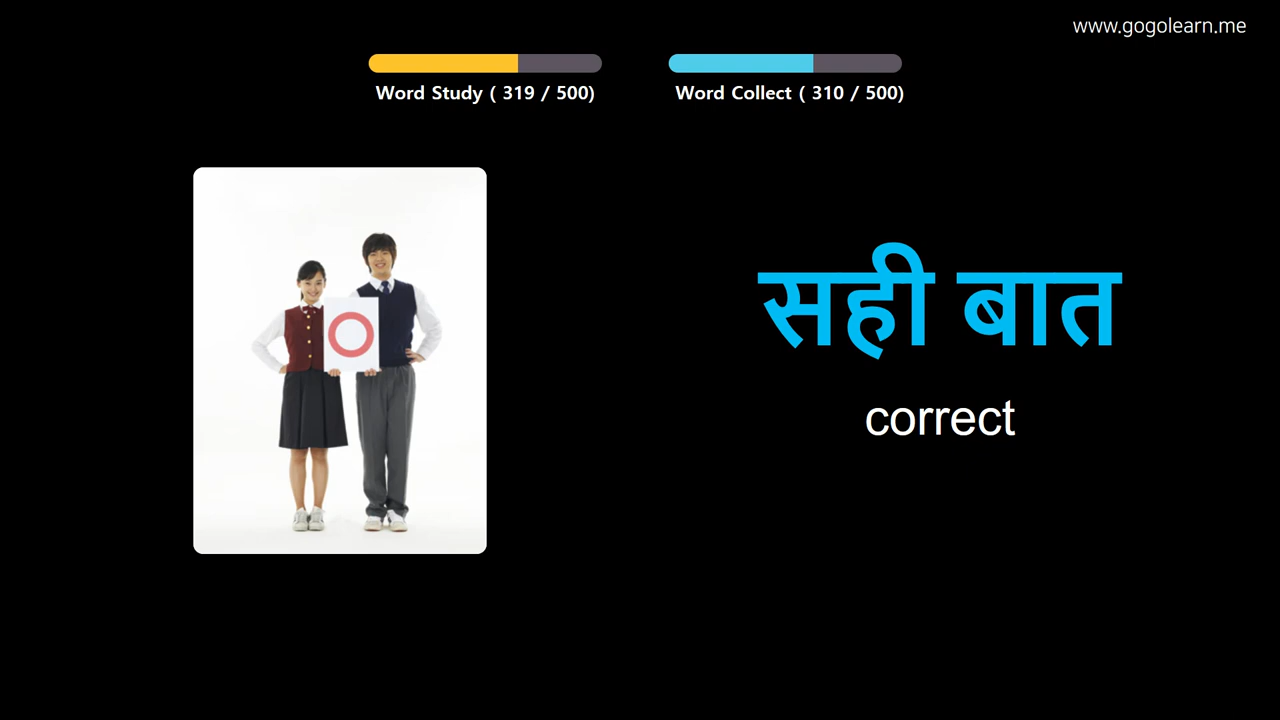 www.gogolearn.me
Word Study ( 319 / 500)
Word Collect ( 310 / 500)
सही बात
correct